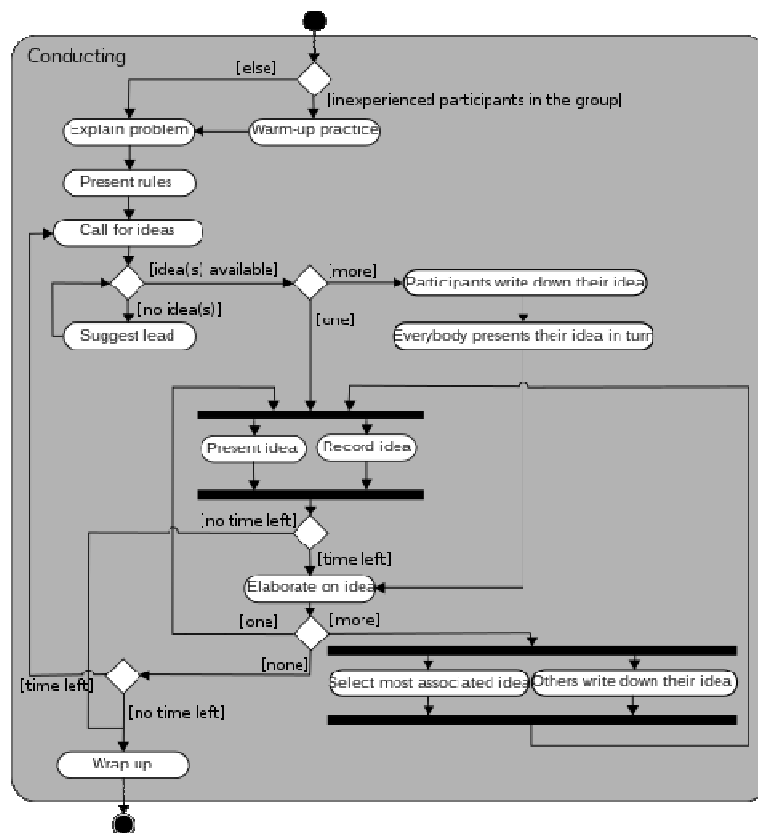 Conducting
[else]
[inexperienced participants in the group]
Explain problem
Warm-up practice
Present rules
Call for ideas
[idea(s) available]
[more]
Participants write down their idea
[no idea(s)]
[one]
Suggest lead
Everybody presents their idea in turn
Present idea
Record idea
[no time left]
[time left]
Elaborate on idea
[one]
[more]
[none]
[time left]
Select most associated idea
Others write down their idea
[no time left]
Wrap up